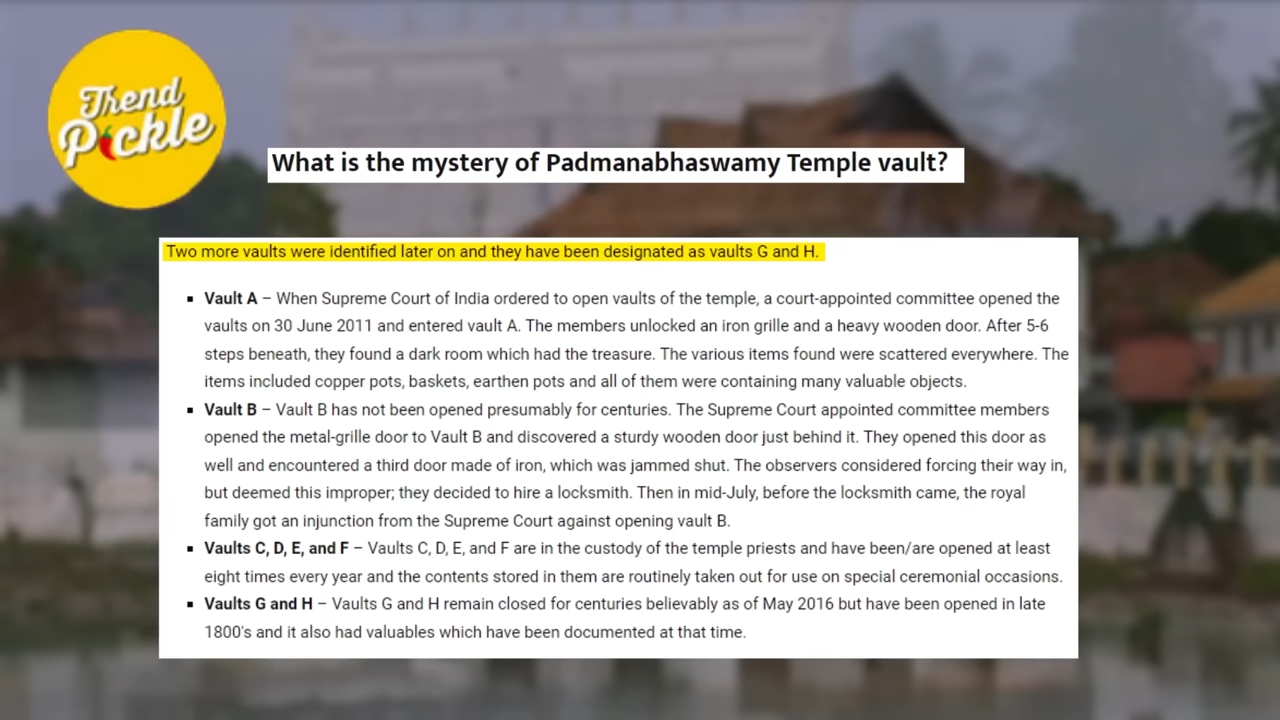 Trend
Pickle
What is the mystery of Padmanabhaswamy Temple vault?
Two more vaults were identified later on and they have been designated as vaults G and H.
▪ Vault A – When Supreme Court of India ordered to open vaults of the temple, a court-appointed committee opened the
vaults on 30 June 2011 and entered vault A. The members unlocked an iron grille and a heavy wooden door. After 5-6
steps beneath, they found a dark room which had the treasure. The various items found were scattered everywhere. The
items included copper pots, baskets, earthen pots and all of them were containing many valuable objects.
▪ Vault B – Vault B has not been opened presumably for centuries. The Supreme Court appointed committee members
opened the metal-grille door to Vault B and discovered a sturdy wooden door just behind it. They opened this door as
well and encountered a third door made of iron, which was jammed shut. The observers considered forcing their way in,
but deemed this improper; they decided to hire a locksmith. Then in mid-July, before the locksmith came, the royal
family got an injunction from the Supreme Court against opening vault B.
▪ Vaults C, D, E, and F – Vaults C, D, E, and F are in the custody of the temple priests and have been/are opened at least
eight times every year and the contents stored in them are routinely taken out for use on special ceremonial occasions.
▪ Vaults G and H – Vaults G and H remain closed for centuries believably as of May 2016 but have been opened in late
1800's and it also had valuables which have been documented at that time.